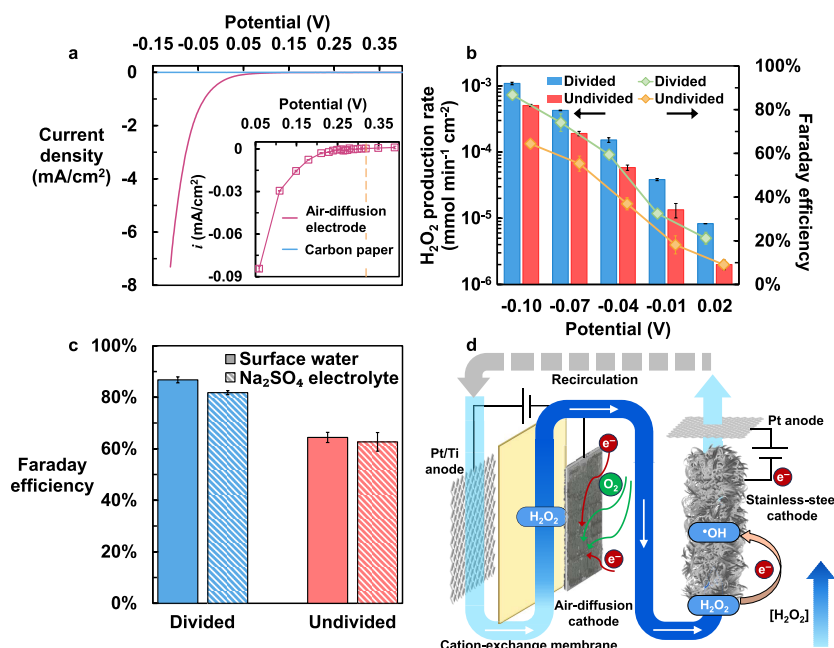 a
Potential (V)
-0.15 -0.05 0.05 0.15 0.25 0.35
0
-2
-4
-6
-8
Current
density
(mA/cm²)
Potential (V)
0.05 0.15 0.25 0.35
0
-0.03
-0.06
-0.09
i (mA/cm²)
Air-diffusion
electrode
Carbon paper
b
H₂O₂ production rate
(mmol min⁻¹ cm⁻²)
10⁻³
10⁻⁴
10⁻⁵
10⁻⁶
Divided
Undivided
Divided
Undivided
100%
80%
60%
40%
20%
0%
Faraday efficiency
-0.10 -0.07 -0.04 -0.01 0.02
Potential (V)
c
100%
80%
60%
40%
20%
0%
Faraday
efficiency
Surface water
Na₂SO₄ electrolyte
Divided Undivided
d
Recirculation
Pt/Ti
anode
H₂O₂
e⁻
O₂
e⁻
Air-diffusion
cathode
Cation-exchange membrane
Pt anode
e⁻
Stainless-steel
cathode
•OH
e⁻
H₂O₂
[H₂O₂]